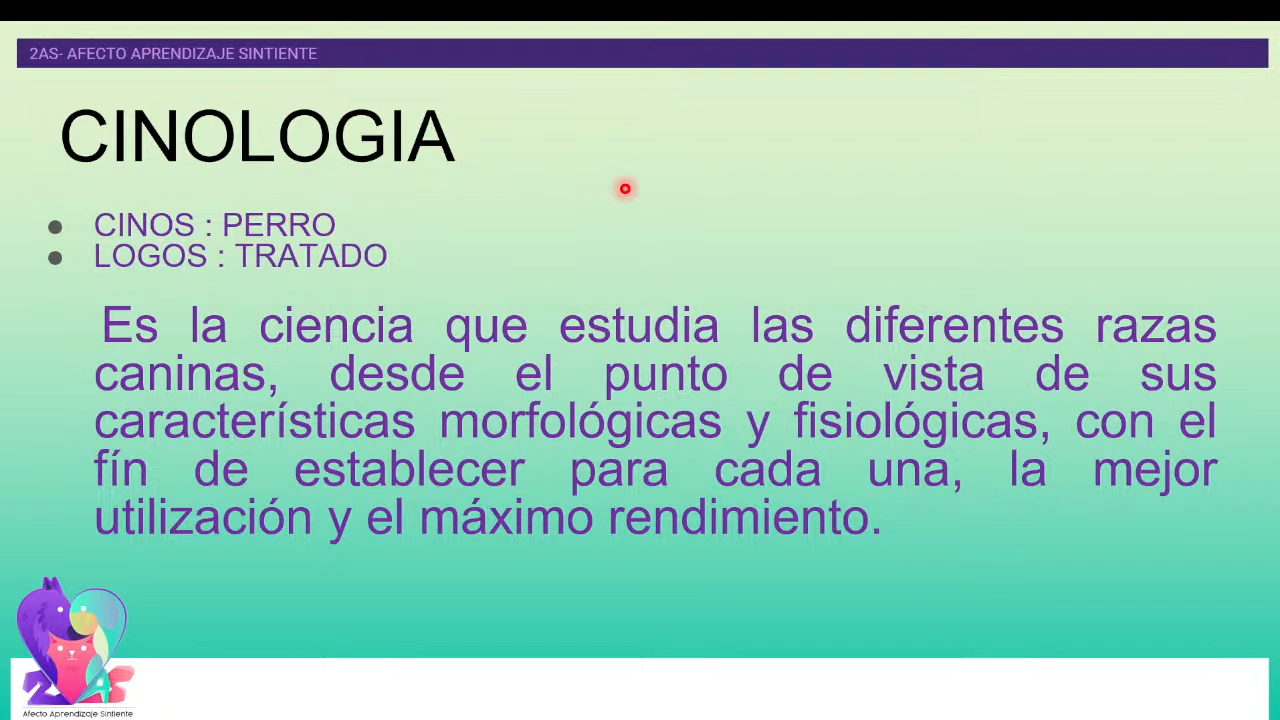 2AS- AFECTO APRENDIZAJE SINTIENTE
CINOLOGIA
● CINOS : PERRO
● LOGOS : TRATADO
Es la ciencia que estudia las diferentes razas
caninas, desde el punto de vista de sus
características morfológicas y fisiológicas, con el
fín de establecer para cada una, la mejor
utilización y el máximo rendimiento.
2AS
Afecto Aprendizaje Sintiente